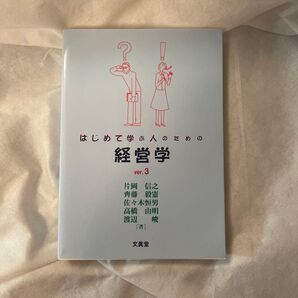 ? !
はじめて学ぶ人のための
経営学
ver.3
片岡 信之
齊藤 毅憲
佐々木恒男
高橋 由明
渡辺 峻
[著]
文眞堂